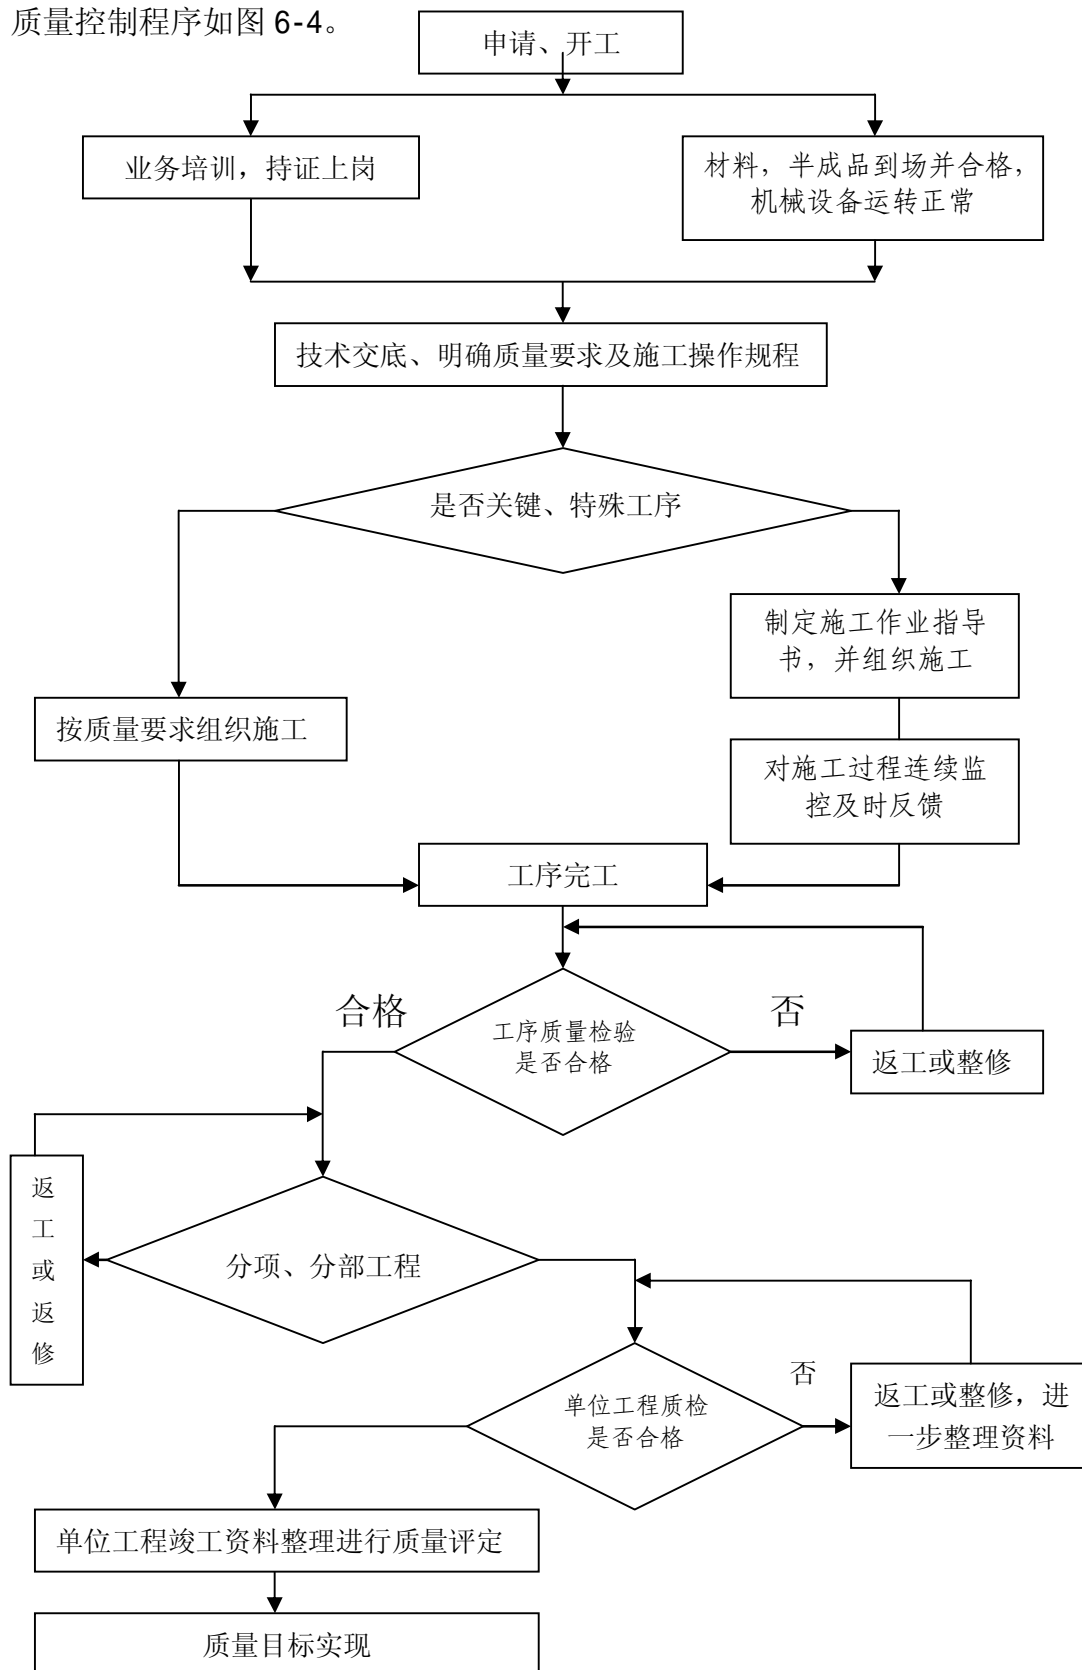 质量控制程序如图 6-4。
申请、开工
业务培训，持证上岗
材料，半成品到场并合格，
机械设备运转正常
技术交底、明确质量要求及施工操作规程
是否关键、特殊工序
制定施工作业指导
书，并组织施工
按质量要求组织施工
对施工过程连续监
控及时反馈
工序完工
合格
工序质量检验
是否合格
否
返工或整修
返
工
或
返
修
分项、分部工程
单位工程质检
是否合格
否
返工或整修，进
一步整理资料
单位工程竣工资料整理进行质量评定
质量目标实现